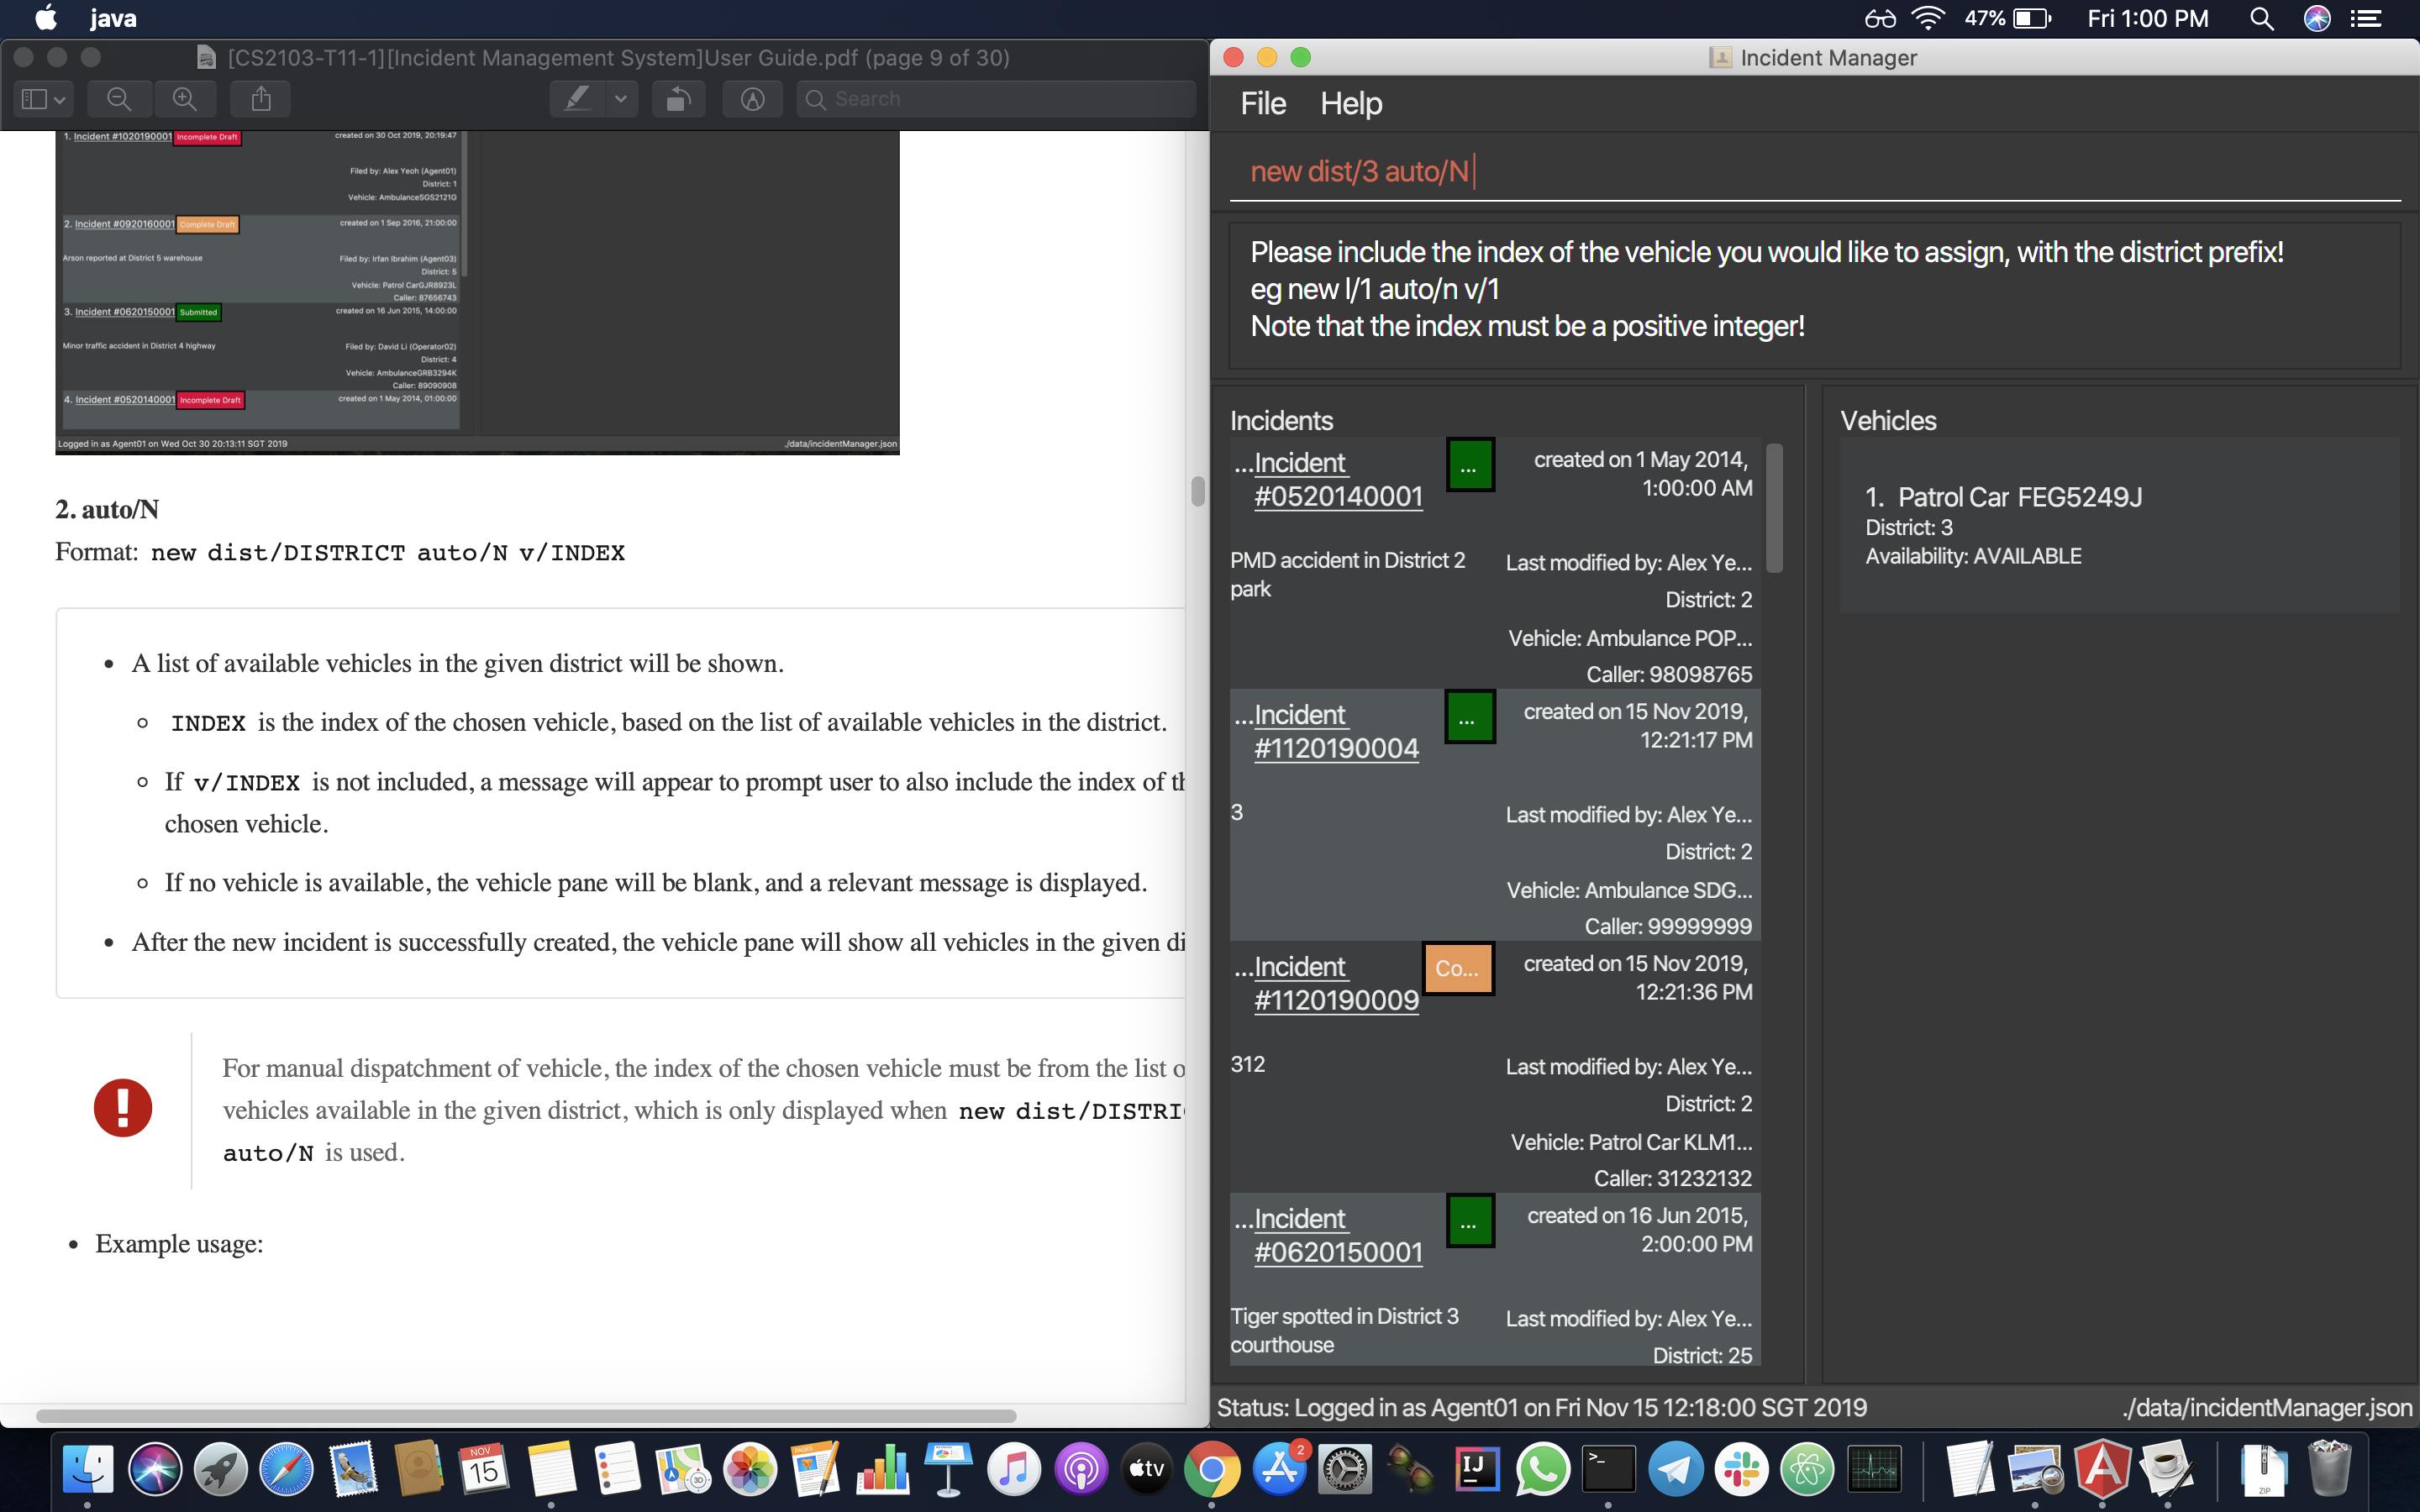 java
47%
Fri 1:00 PM
[CS2103-T11-1][Incident Management System]User Guide.pdf (page 9 of 30)
Search
1. Incident #1020190001 Incomplete Draft created on 30 Oct 2019, 20:19:47
Filed by: Alex Yeoh (Agent01)
District: 1
Vehicle: AmbulanceSGS2121G
2. Incident #0920160001 Complete Draft created on 1 Sep 2016, 21:00:00
Arson reported at District 5 warehouse
Filed by: Irfan Ibrahim (Agent03)
District: 5
Vehicle: Patrol CarGJR8923L
Caller: 87656743
3. Incident #0620150001 Submitted created on 16 Jun 2015, 14:00:00
Minor traffic accident in District 4 highway
Filed by: David Li (Operator02)
District: 4
Vehicle: AmbulanceGRB3294K
Caller: 89090908
4. Incident #0520140001 Incomplete Draft created on 1 May 2014, 01:00:00
Logged in as Agent01 on Wed Oct 30 20:13:11 SGT 2019 ./data/incidentManager.json
2. auto/N
Format: new dist/DISTRICT auto/N v/INDEX
• A list of available vehicles in the given district will be shown.
INDEX is the index of the chosen vehicle, based on the list of available vehicles in the district.
If v/INDEX is not included, a message will appear to prompt user to also include the index of th
chosen vehicle.
If no vehicle is available, the vehicle pane will be blank, and a relevant message is displayed.
• After the new incident is successfully created, the vehicle pane will show all vehicles in the given di
For manual dispatchment of vehicle, the index of the chosen vehicle must be from the list o
vehicles available in the given district, which is only displayed when new dist/DISTRI
auto/N is used.
• Example usage:
Incident Manager
File Help
new dist/3 auto/N
Please include the index of the vehicle you would like to assign, with the district prefix!
eg new l/1 auto/n v/1
Note that the index must be a positive integer!
Incidents
...Incident ... created on 1 May 2014,
#0520140001 1:00:00 AM
PMD accident in District 2
park
Last modified by: Alex Ye...
District: 2
Vehicle: Ambulance POP...
Caller: 98098765
...Incident ... created on 15 Nov 2019,
#1120190004 12:21:17 PM
3 Last modified by: Alex Ye...
District: 2
Vehicle: Ambulance SDG...
Caller: 99999999
...Incident Co... created on 15 Nov 2019,
#1120190009 12:21:36 PM
312 Last modified by: Alex Ye...
District: 2
Vehicle: Patrol Car KLM1...
Caller: 31232132
...Incident ... created on 16 Jun 2015,
#0620150001 2:00:00 PM
Tiger spotted in District 3
courthouse
Last modified by: Alex Ye...
District: 25
Vehicles
1. Patrol Car FEG5249J
District: 3
Availability: AVAILABLE
Status: Logged in as Agent01 on Fri Nov 15 12:18:00 SGT 2019
./data/incidentManager.json
NOV
15
PAGES
tv
2
IJ
ZIP